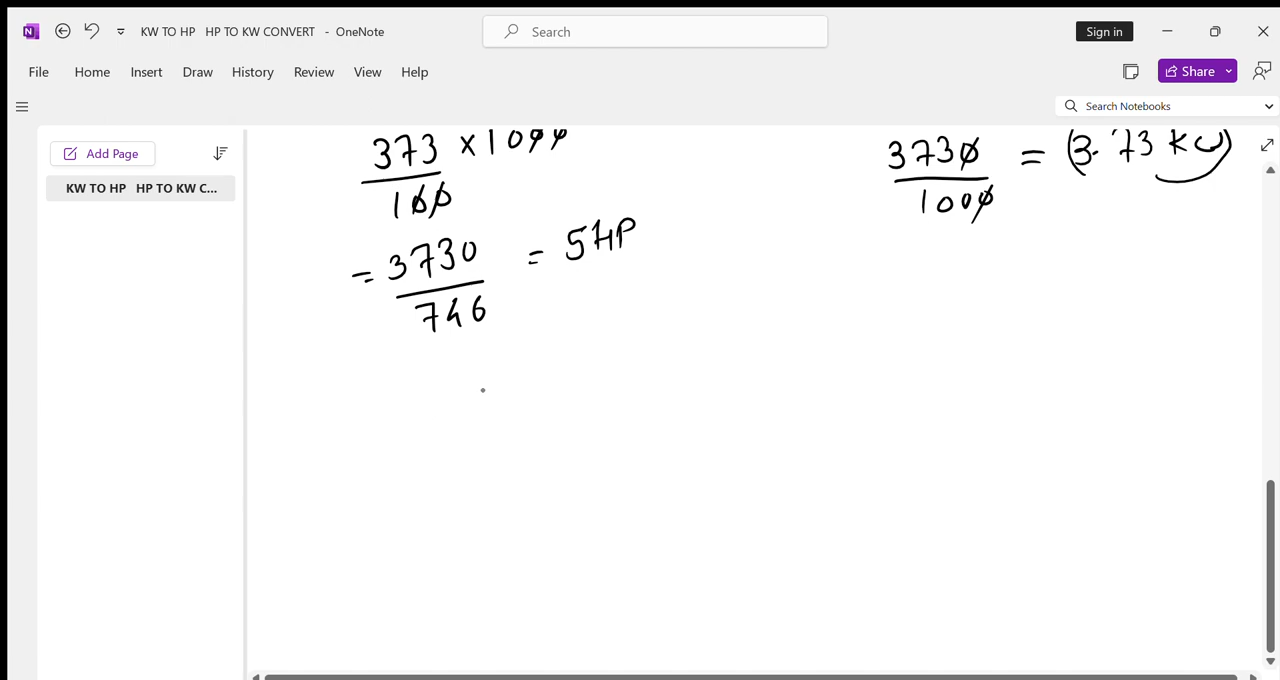 KW TO HP HP TO KW CONVERT - OneNote
Search
Sign in
File Home Insert Draw History Review View Help
Share
Search Notebooks
Add Page
KW TO HP HP TO KW C...
373 × 1000
100
= 3730 = 5HP
746
3730 = (3.73 KW)
1000